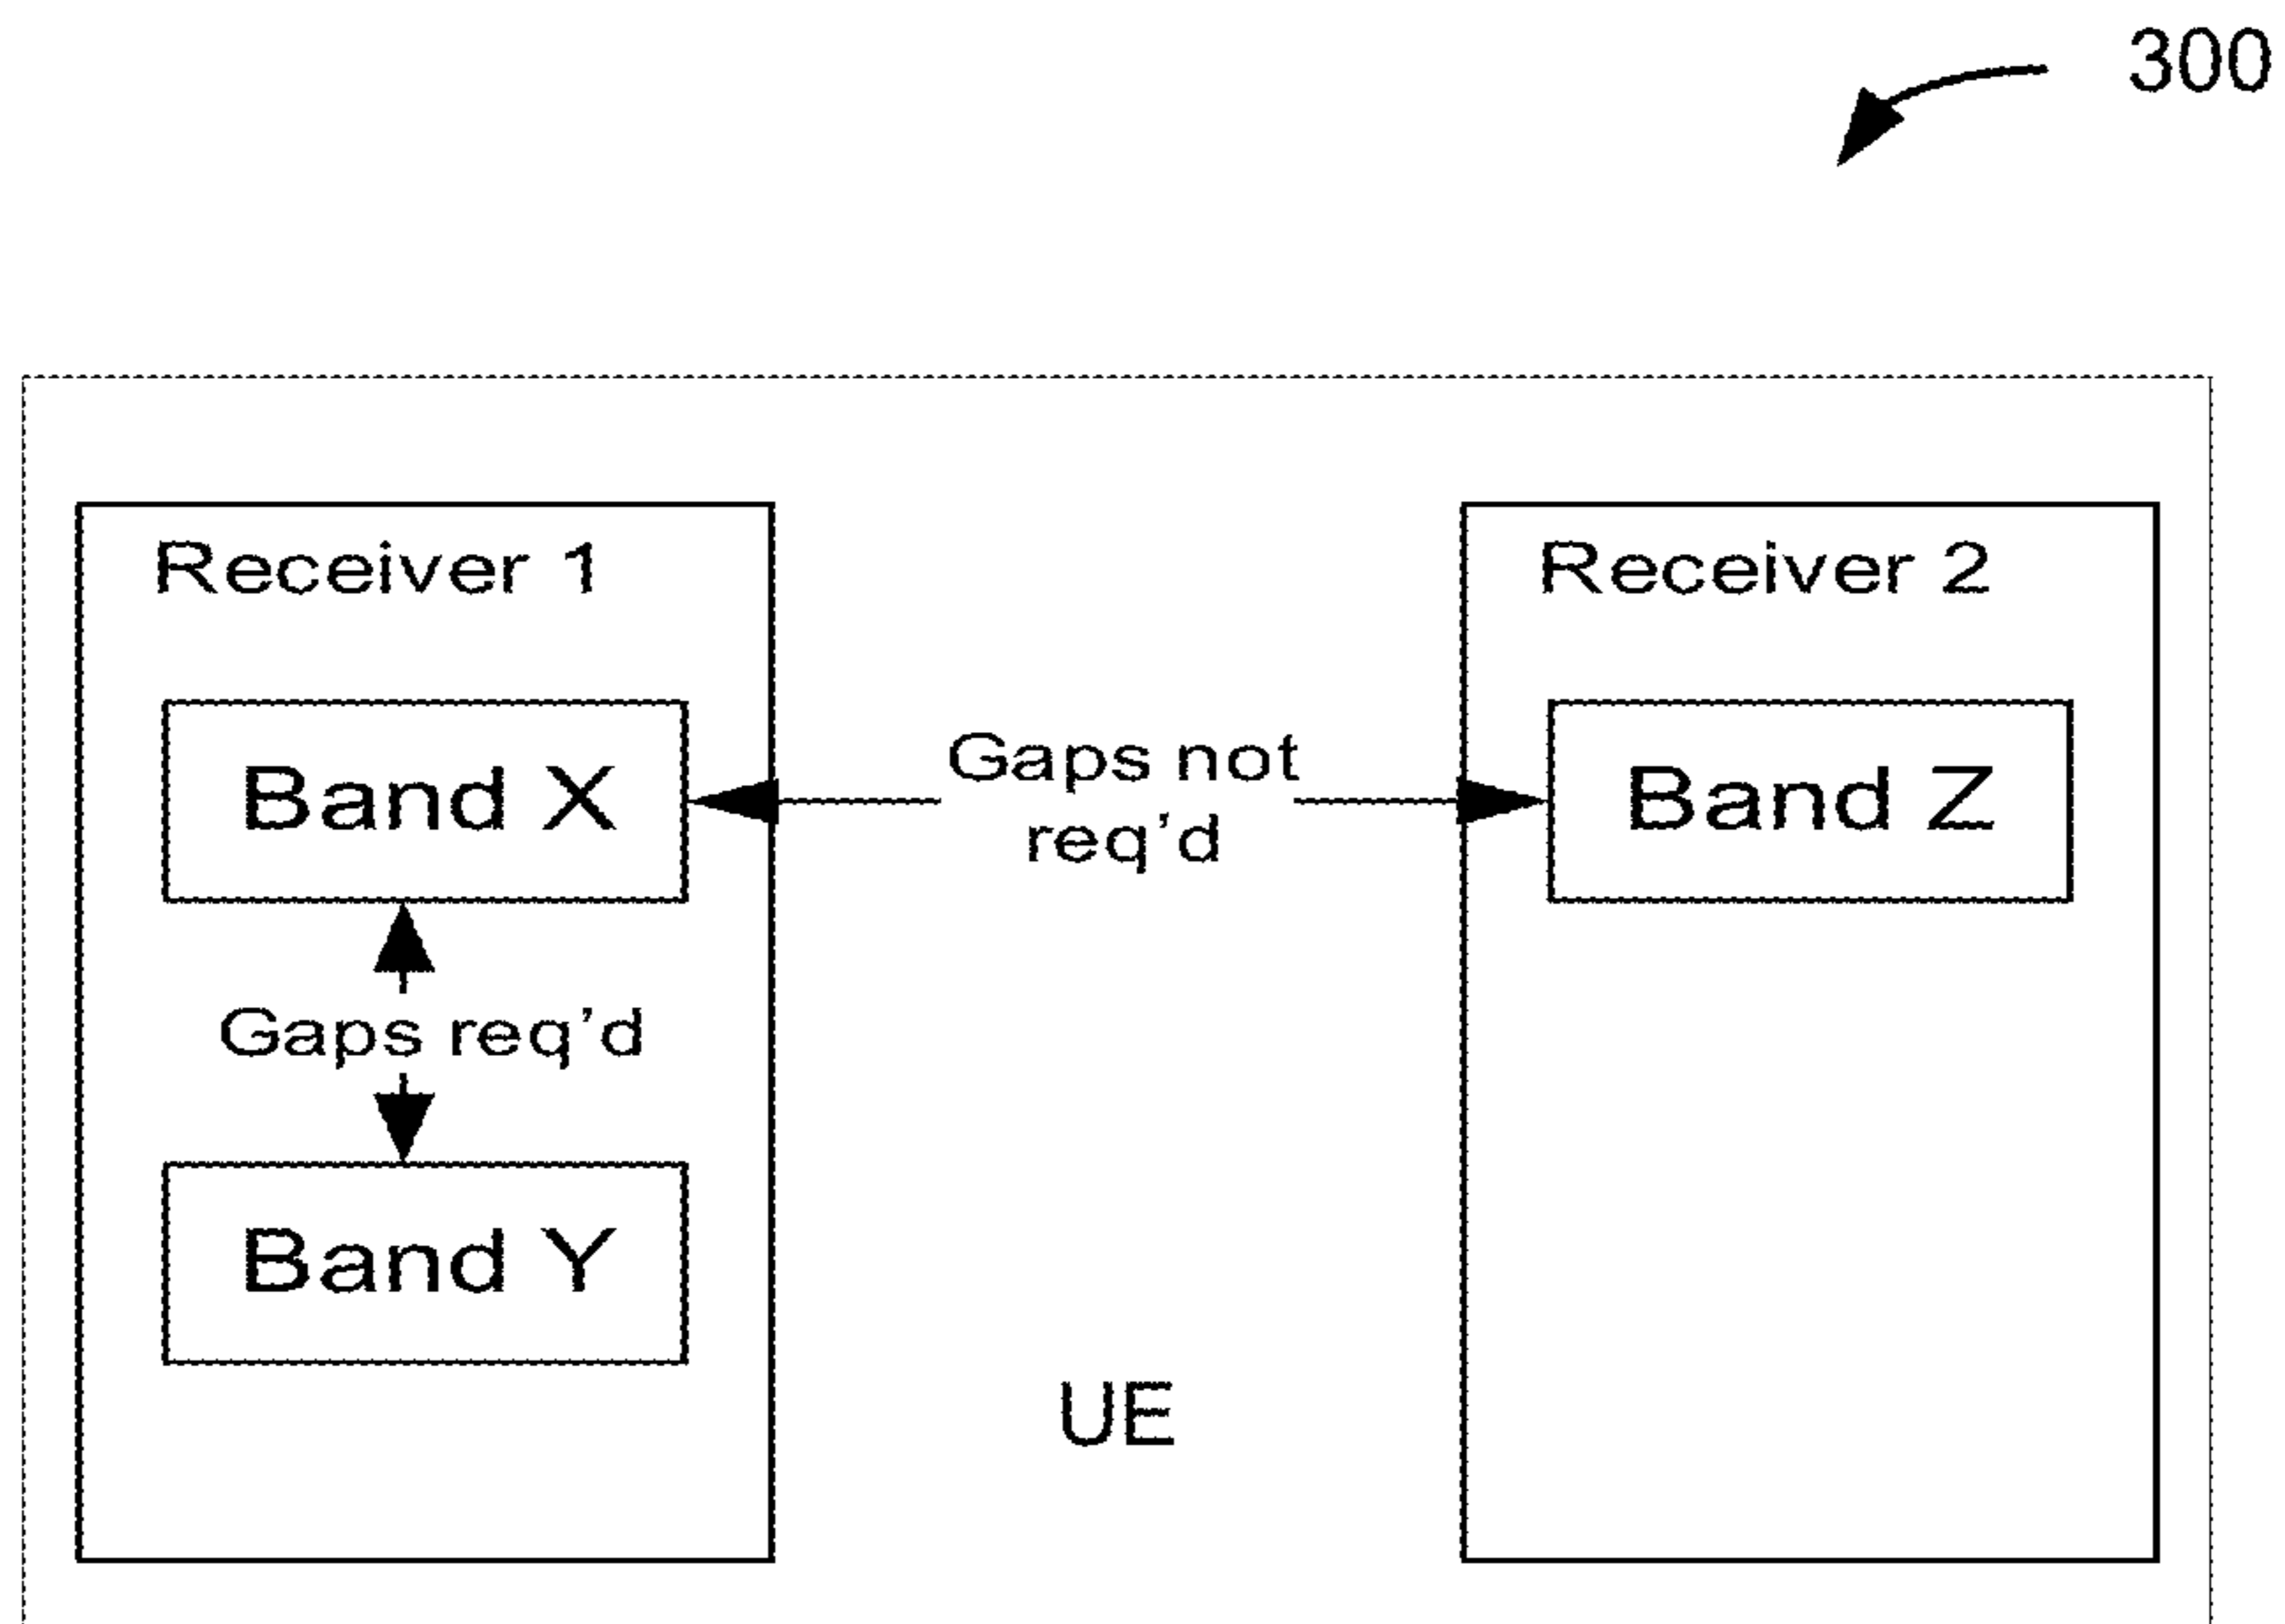 300
Receiver 1
Receiver 2
Band X
Gaps not
req’d
Band Z
Gaps req’d
Band Y
UE